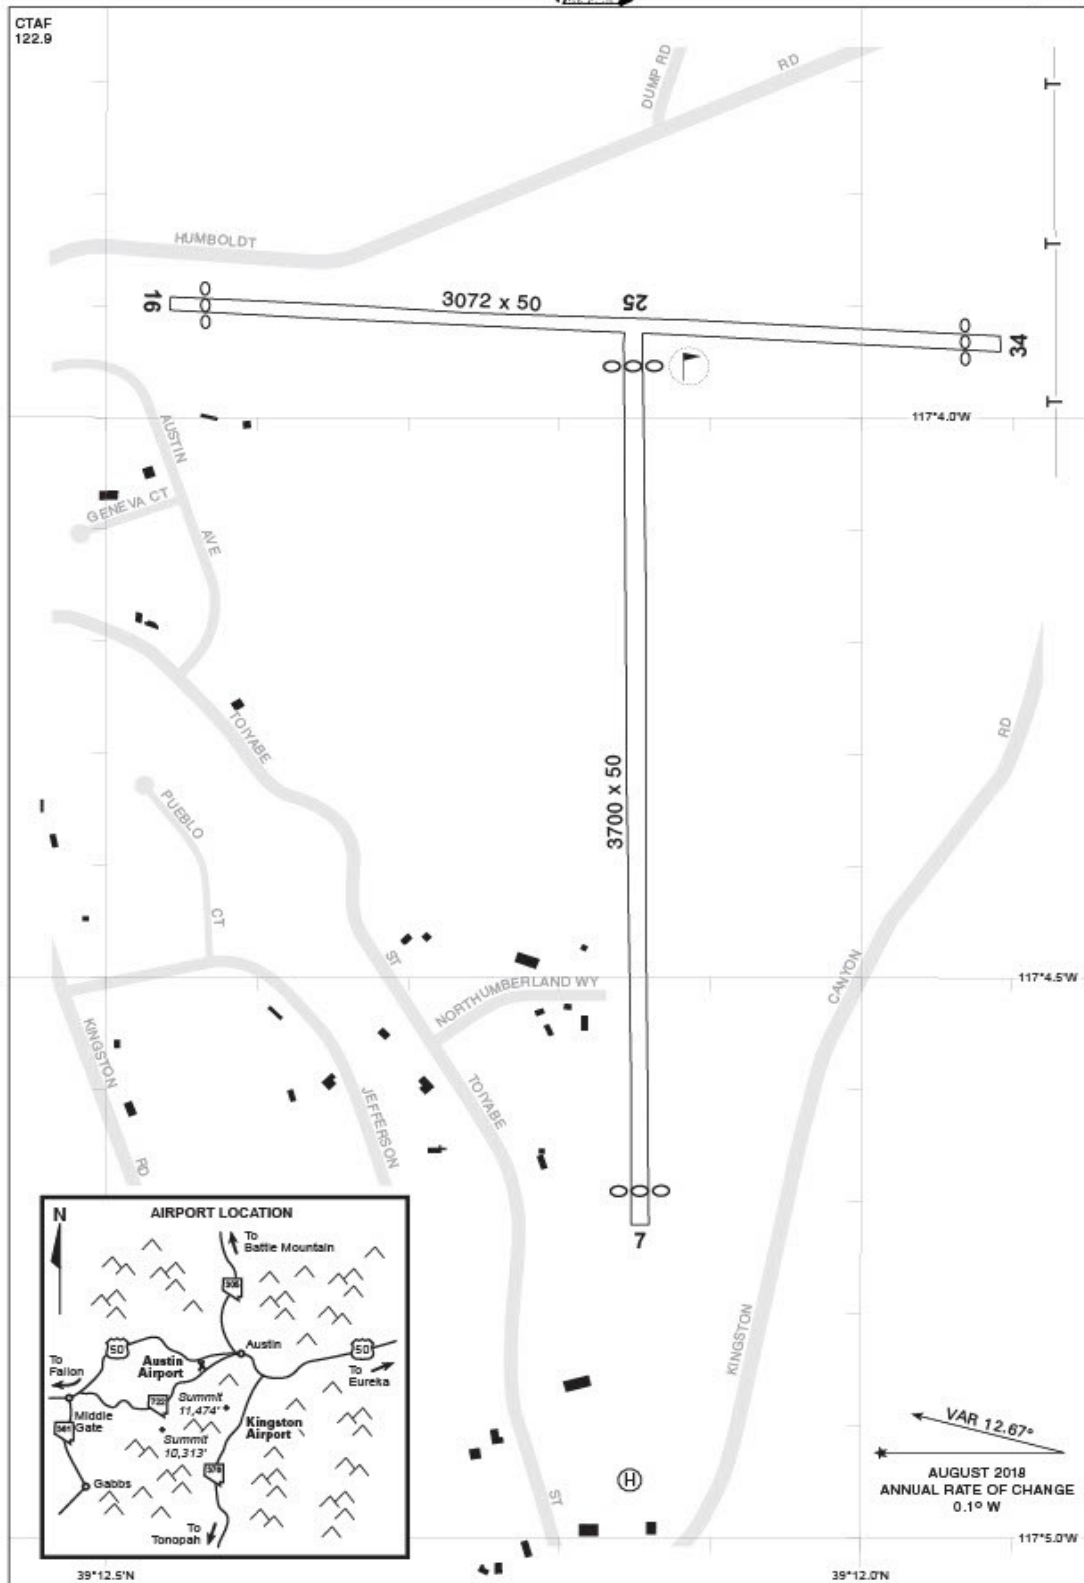 CTAF
122.9
DUMP RD
RD
HUMBOLDT
16
3072 x 50
25
34
117°4.0'W
T
T
T
AUSTIN
GENEVA CT
AVE
TOIYABE
PUEBLO
CT
3700 x 50
RD
ST
CANYON
117°4.5'W
NORTHUMBERLAND WY
KINGSTON
RD
JEFFERSON
TOIYABE
7
KINGSTON
H
ST
VAR 12.67°
AUGUST 2018
ANNUAL RATE OF CHANGE
0.1° W
117°5.0'W
39°12.5'N
39°12.0'N
AIRPORT LOCATION
N
To
Battle Mountain
305
50
Austin
50
To
Fallon
Austin
Airport
To
Eureka
722
Summit
11,474'
Middle
Gate
Kingston
Airport
361
Summit
10,313'
376
Gabbs
To
Tonopah